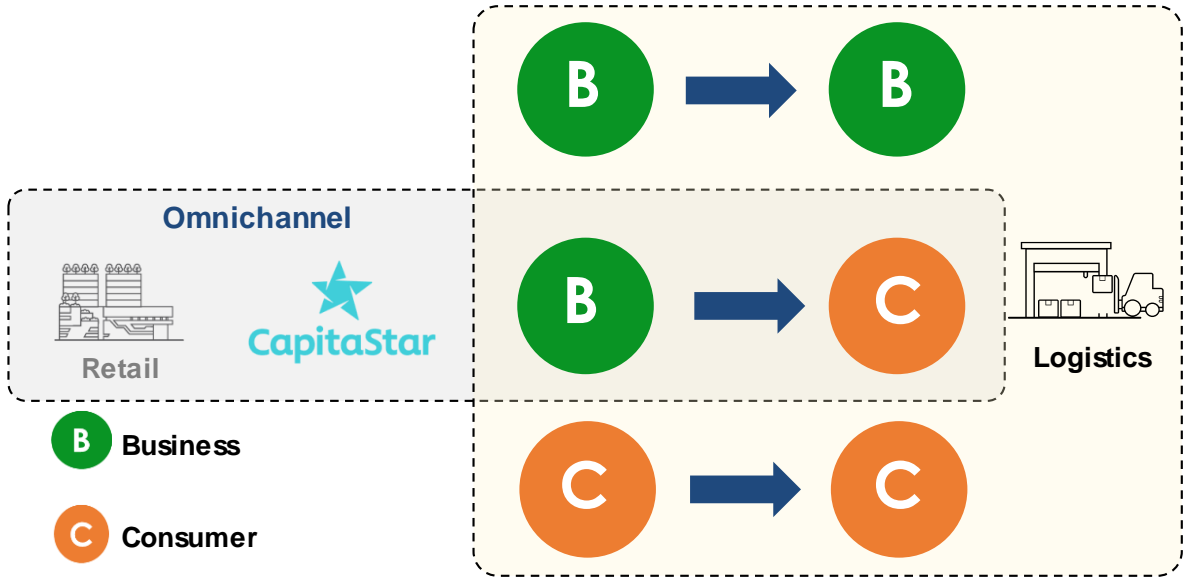 B B
Omnichannel
B C
CapitaStar
Retail
Logistics
B Business
C C
C Consumer